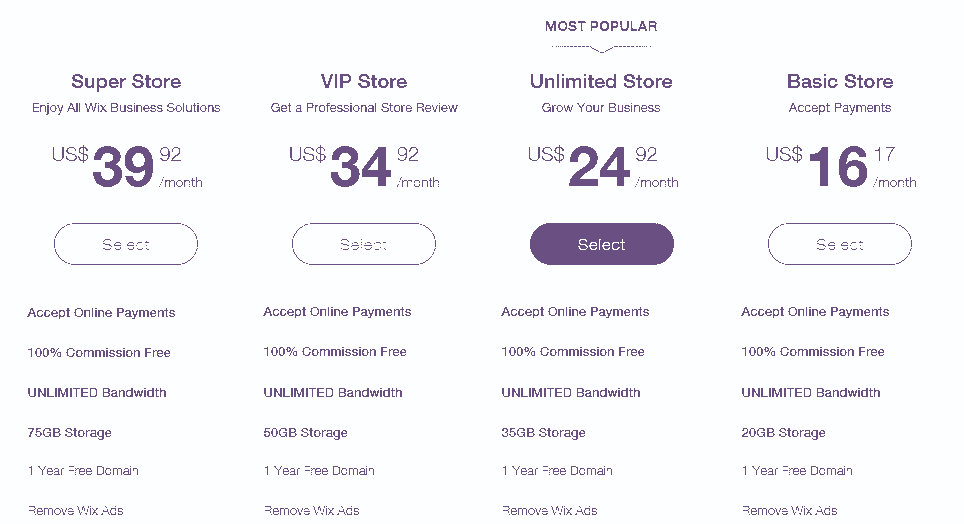 MOST POPULAR
Super Store
Enjoy All Wix Business Solutions
US$ 39 92 /month
Select
Accept Online Payments
100% Commission Free
UNLIMITED Bandwidth
75GB Storage
1 Year Free Domain
Remove Wix Ads
VIP Store
Get a Professional Store Review
US$ 34 92 /month
Select
Accept Online Payments
100% Commission Free
UNLIMITED Bandwidth
50GB Storage
1 Year Free Domain
Remove Wix Ads
Unlimited Store
Grow Your Business
US$ 24 92 /month
Select
Accept Online Payments
100% Commission Free
UNLIMITED Bandwidth
35GB Storage
1 Year Free Domain
Remove Wix Ads
Basic Store
Accept Payments
US$ 16 17 /month
Select
Accept Online Payments
100% Commission Free
UNLIMITED Bandwidth
20GB Storage
1 Year Free Domain
Remove Wix Ads